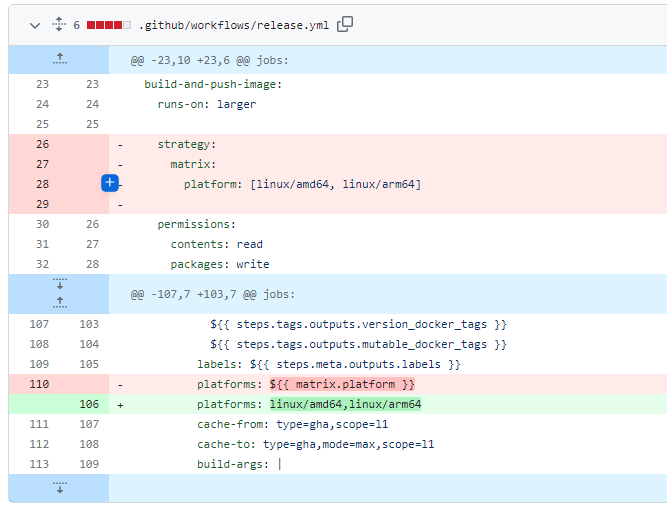 6 .github/workflows/release.yml
@@ -23,10 +23,6 @@ jobs:
23 23 build-and-push-image:
24 24 runs-on: larger
25 25
26 - strategy:
27 - matrix:
28 - platform: [linux/amd64, linux/arm64]
29 -
30 26 permissions:
31 27 contents: read
32 28 packages: write
@@ -107,7 +103,7 @@ jobs:
107 103 ${{ steps.tags.outputs.version_docker_tags }}
108 104 ${{ steps.tags.outputs.mutable_docker_tags }}
109 105 labels: ${{ steps.meta.outputs.labels }}
110 - platforms: ${{ matrix.platform }}
106 + platforms: linux/amd64,linux/arm64
111 107 cache-from: type=gha,scope=l1
112 108 cache-to: type=gha,mode=max,scope=l1
113 109 build-args: |